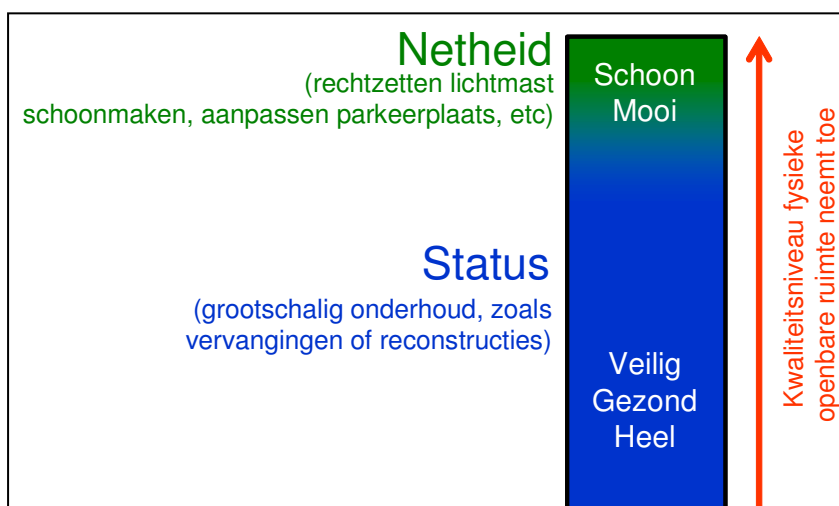 Netheid
(rechtzetten lichtmast
schoonmaken, aanpassen parkeerplaats, etc)
Schoon
Mooi
Status
(grootschalig onderhoud, zoals
vervangingen of reconstructies)
Veilig
Gezond
Heel
Kwaliteitsniveau fysieke
openbare ruimte neemt toe